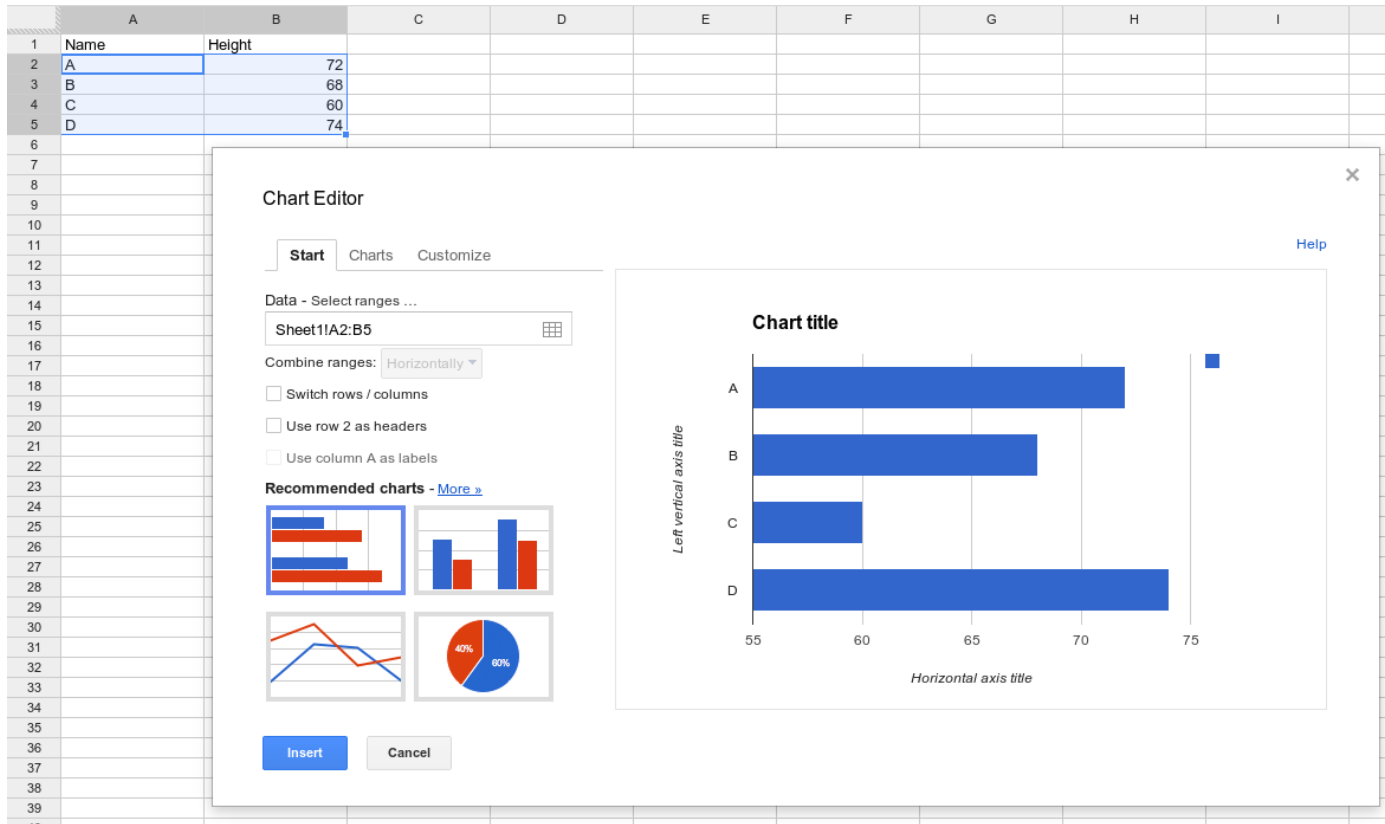 A B C D E F G H I
1 Name Height
2 A 72
3 B 68
4 C 60
5 D 74
6
7
8
9
10
11
12
13
14
15
16
17
18
19
20
21
22
23
24
25
26
27
28
29
30
31
32
33
34
35
36
37
38
39
Chart Editor
×
Help
Start Charts Customize
Data - Select ranges …
Sheet1!A2:B5
Combine ranges: Horizontally
Switch rows / columns
Use row 2 as headers
Use column A as labels
Recommended charts - More »
40%
60%
Insert Cancel
Chart title
Left vertical axis title
A
B
C
D
55 60 65 70 75
Horizontal axis title